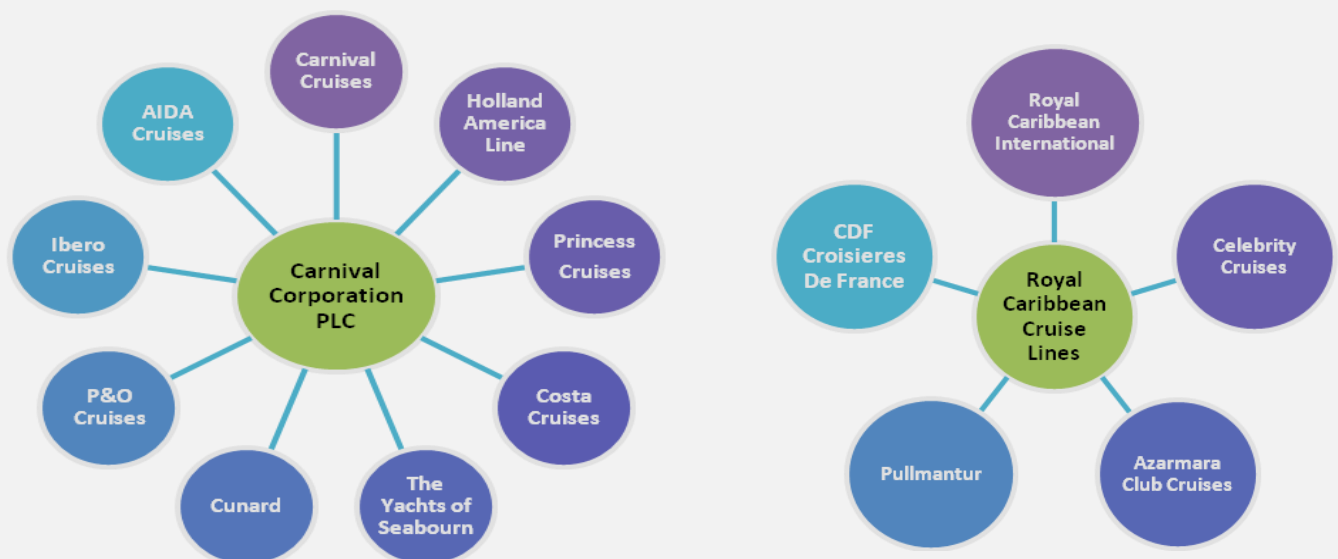 Carnival
Cruises
Holland
America
Line
Princess
Cruises
Costa
Cruises
The
Yachts of
Seabourn
Cunard
P&O
Cruises
Ibero
Cruises
AIDA
Cruises
Carnival
Corporation
PLC
Royal
Caribbean
International
Celebrity
Cruises
Azarmara
Club Cruises
Pullmantur
CDF
Croisieres
De France
Royal
Caribbean
Cruise
Lines